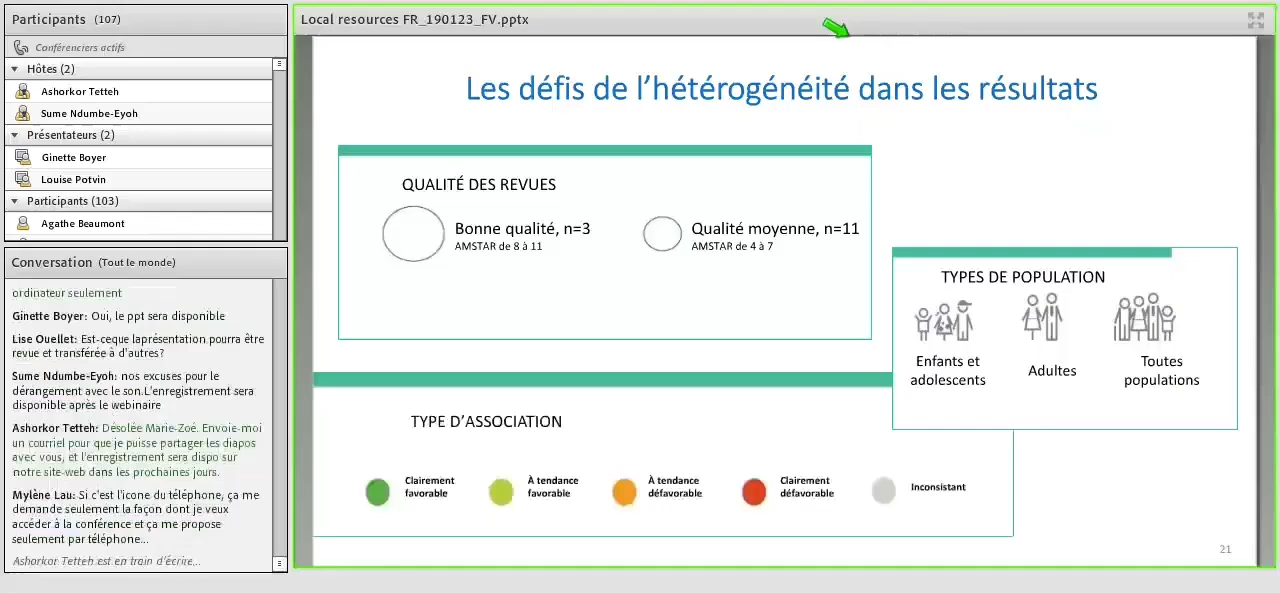 Participants (107)
Conférenciers actifs
Hôtes (2)
Ashorkor Tetteh
Sume Ndumbe-Eyoh
Présentateurs (2)
Ginette Boyer
Louise Potvin
Participants (103)
Agathe Beaumont
Conversation (Tout le monde)
ordinateur seulement
Ginette Boyer: Oui, le ppt sera disponible
Lise Ouellet: Est-ceque laprésentation pourra être
revue et transférée à d'autres?
Sume Ndumbe-Eyoh: nos excuses pour le
dérangement avec le son.L'enregistrement sera
disponible après le webinaire
Ashorkor Tetteh: Désolée Marie-Zoé. Envoie-moi
un courriel pour que je puisse partager les diapos
avec vous, et l'enregistrement sera dispo sur
notre site-web dans les prochaines jours.
Mylène Lau: Si c'est l'icone du téléphone, ça me
demande seulement la façon dont je veux
accéder à la conférence et ça me propose
seulement par téléphone...
Ashorkor Tetteh est en train d'écrire...
Local resources FR_190123_FV.pptx
Les défis de l'hétérogénéité dans les résultats
QUALITÉ DES REVUES
Bonne qualité, n=3
AMSTAR de 8 à 11
Qualité moyenne, n=11
AMSTAR de 4 à 7
TYPES DE POPULATION
Enfants et
adolescents
Adultes
Toutes
populations
TYPE D'ASSOCIATION
Clairement
favorable
À tendance
favorable
À tendance
défavorable
Clairement
défavorable
Inconsistant
21